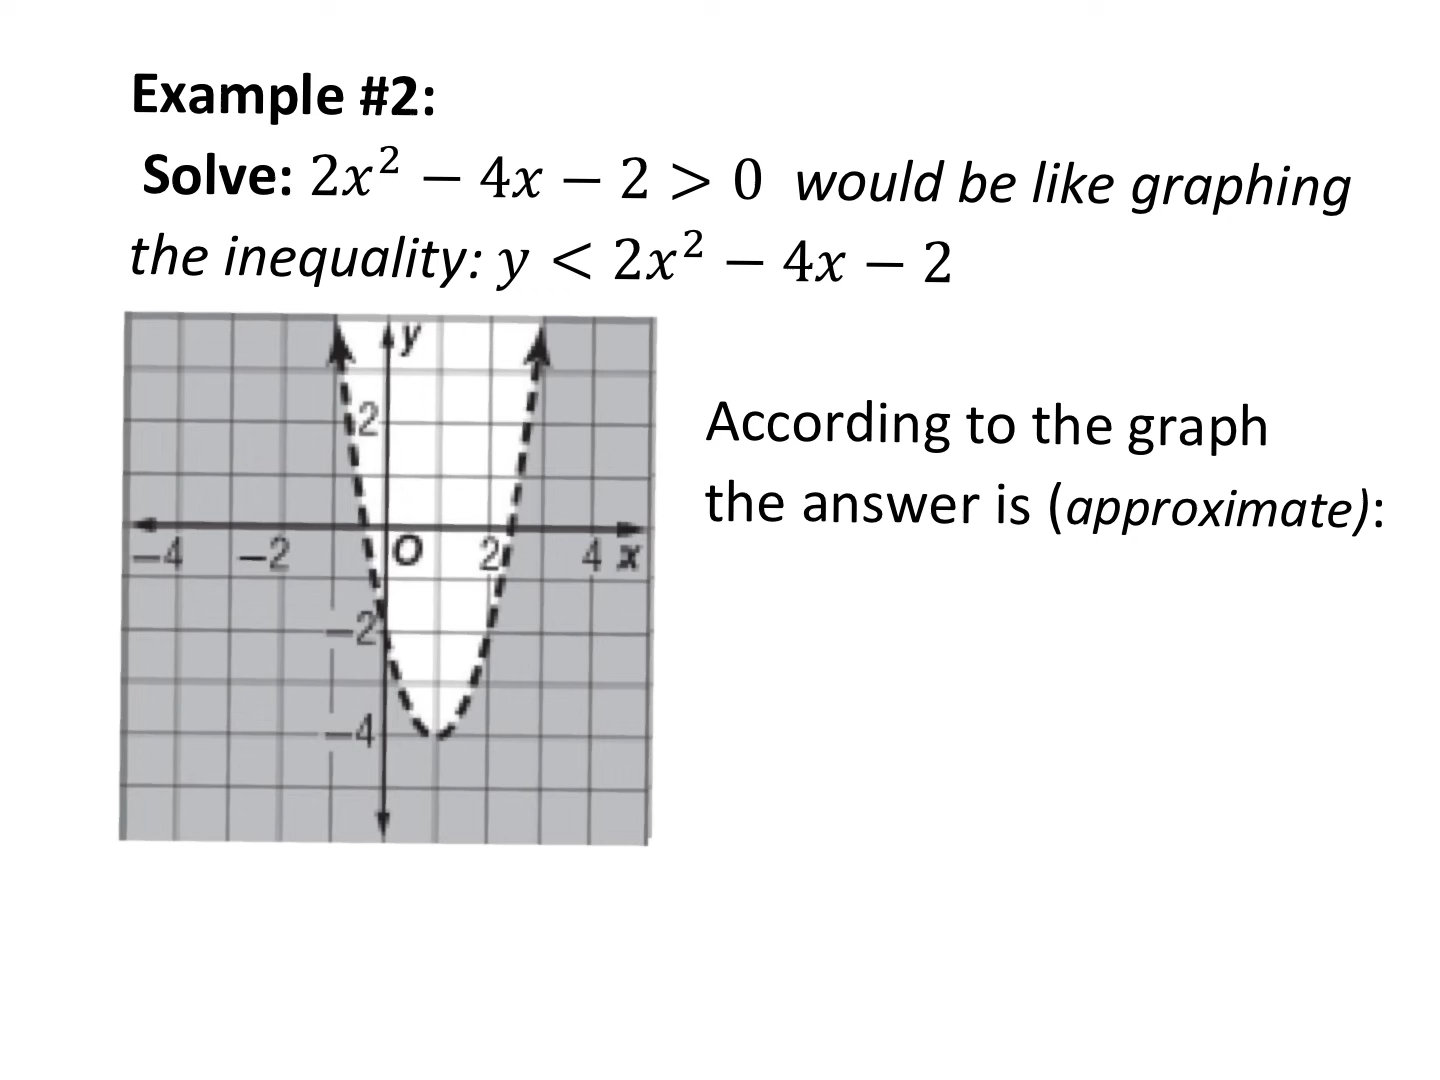 Example #2:
Solve: 2x² − 4x − 2 > 0 would be like graphing
the inequality: y < 2x² − 4x − 2
y
2
−4 −2 O 2 4 x
−2
−4
According to the graph
the answer is (approximate):